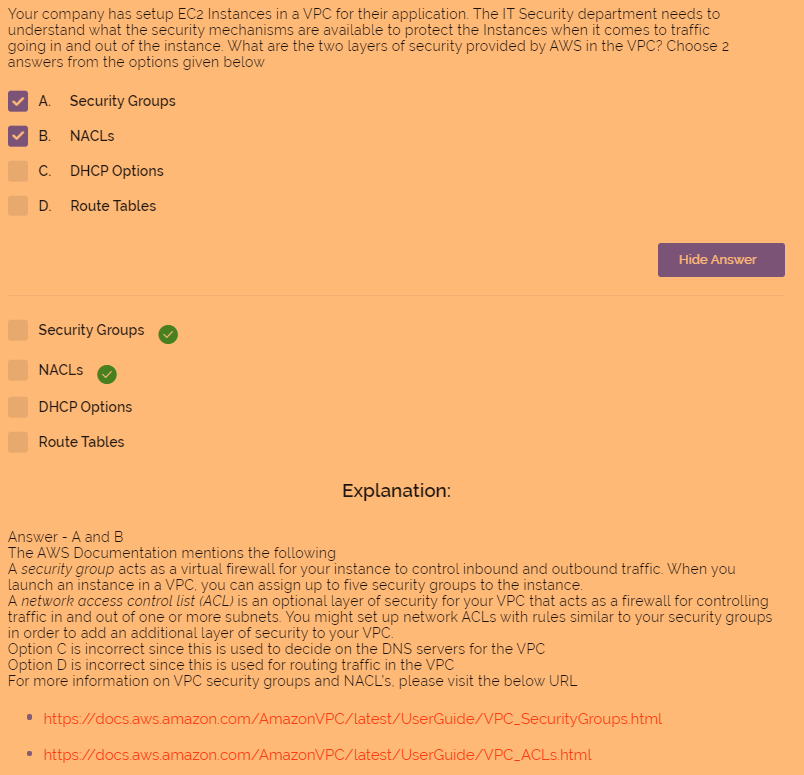 Your company has setup EC2 Instances in a VPC for their application. The IT Security department needs to
understand what the security mechanisms are available to protect the Instances when it comes to traffic
going in and out of the instance. What are the two layers of security provided by AWS in the VPC? Choose 2
answers from the options given below
A. Security Groups
B. NACLs
C. DHCP Options
D. Route Tables
Hide Answer
Security Groups
NACLs
DHCP Options
Route Tables
Explanation:
Answer - A and B
The AWS Documentation mentions the following
A security group acts as a virtual firewall for your instance to control inbound and outbound traffic. When you
launch an instance in a VPC, you can assign up to five security groups to the instance.
A network access control list (ACL) is an optional layer of security for your VPC that acts as a firewall for controlling
traffic in and out of one or more subnets. You might set up network ACLs with rules similar to your security groups
in order to add an additional layer of security to your VPC.
Option C is incorrect since this is used to decide on the DNS servers for the VPC
Option D is incorrect since this is used for routing traffic in the VPC
For more information on VPC security groups and NACL's, please visit the below URL
• https://docs.aws.amazon.com/AmazonVPC/latest/UserGuide/VPC_SecurityGroups.html
• https://docs.aws.amazon.com/AmazonVPC/latest/UserGuide/VPC_ACLs.html